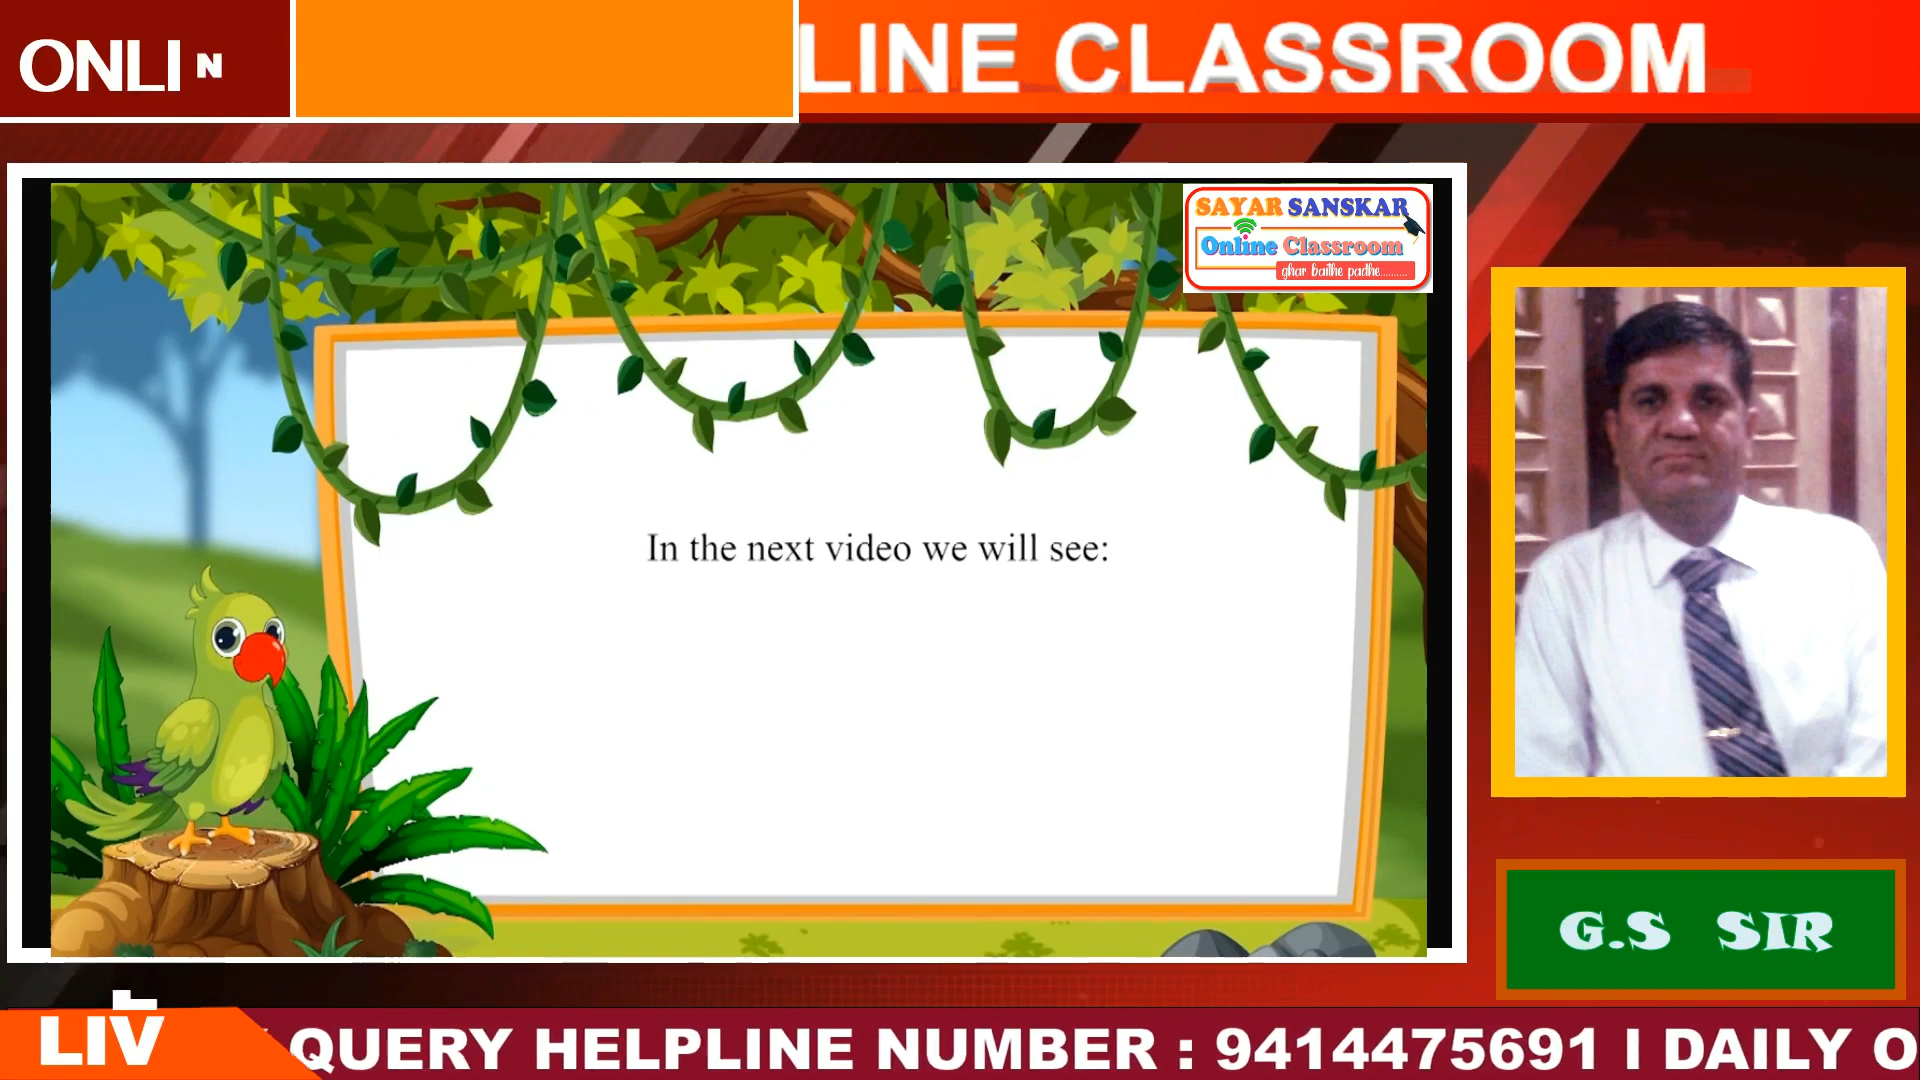 ONLI N
LINE CLASSROOM
SAYAR SANSKAR
Online Classroom
ghar baithe padhe..........
In the next video we will see:
G.S SIR
LIV
QUERY HELPLINE NUMBER : 9414475691 I DAILY O